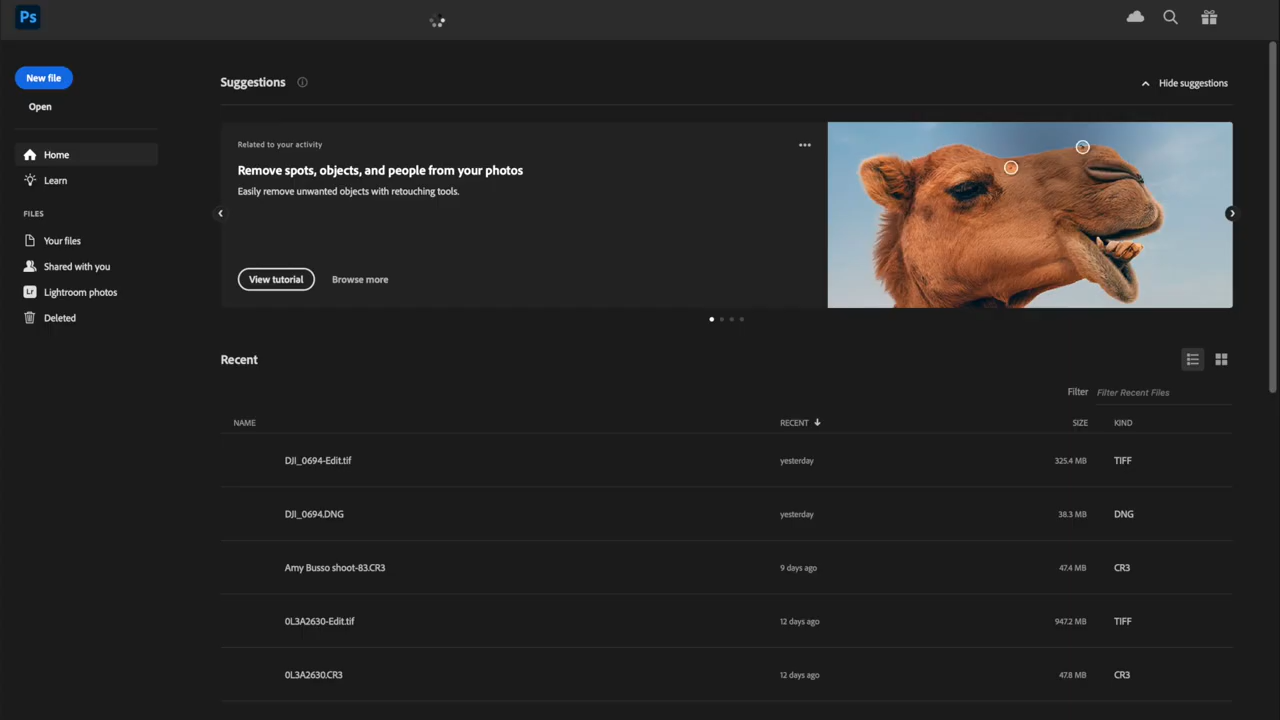 Ps
New file
Open
Home
Learn
FILES
Your files
Shared with you
Lr Lightroom photos
Deleted
Suggestions
Hide suggestions
Related to your activity
Remove spots, objects, and people from your photos
Easily remove unwanted objects with retouching tools.
View tutorial Browse more
Recent
Filter Filter Recent Files
NAME RECENT SIZE KIND
DJI_0694-Edit.tif yesterday 325.4 MB TIFF
DJI_0694.DNG yesterday 38.3 MB DNG
Amy Busso shoot-83.CR3 9 days ago 47.4 MB CR3
0L3A2630-Edit.tif 12 days ago 947.2 MB TIFF
0L3A2630.CR3 12 days ago 47.8 MB CR3